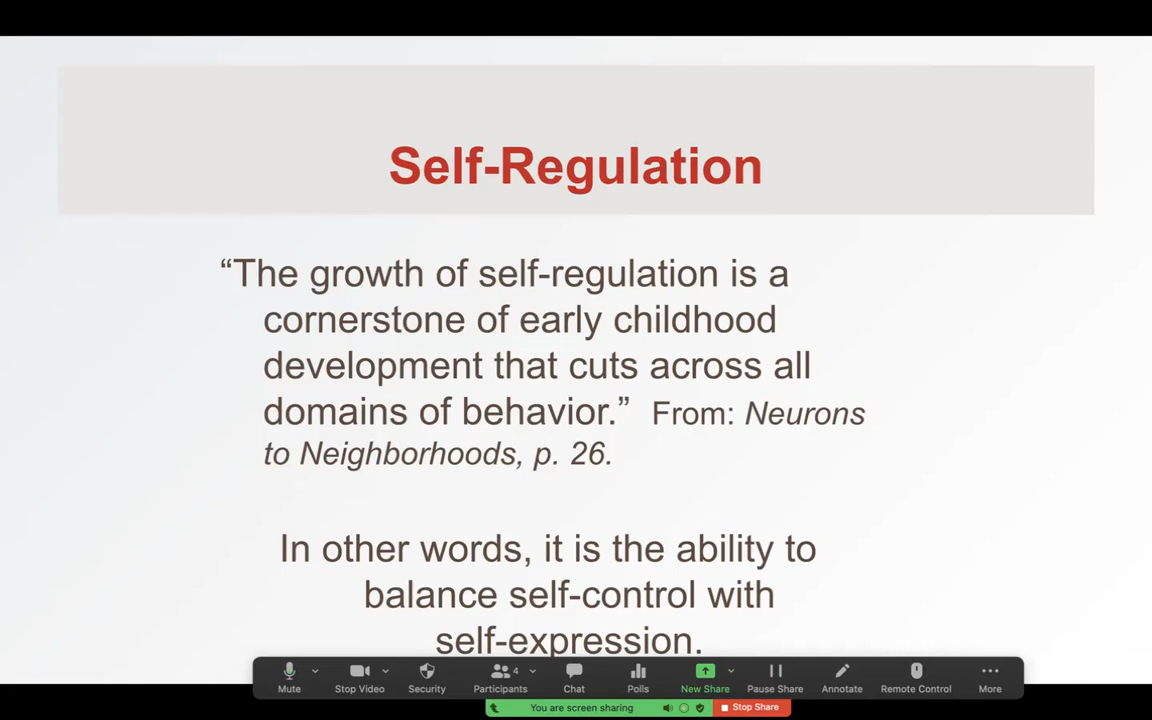 Self-Regulation
“The growth of self-regulation is a
cornerstone of early childhood
development that cuts across all
domains of behavior.” From: Neurons
to Neighborhoods, p. 26.
In other words, it is the ability to
balance self-control with
self-expression.
4
Mute Stop Video Security Participants Chat Polls New Share Pause Share Annotate Remote Control More
You are screen sharing Stop Share